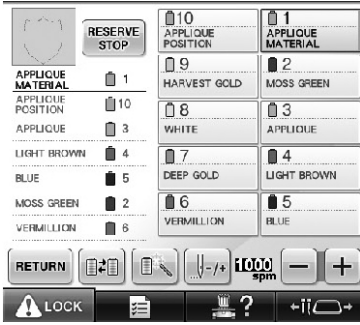 RESERVE
STOP
APPLIQUE
MATERIAL 1
APPLIQUE
POSITION 10
APPLIQUE 3
LIGHT BROWN 4
BLUE 5
MOSS GREEN 2
VERMILLION 6
10
APPLIQUE
POSITION
1
APPLIQUE
MATERIAL
9
HARVEST GOLD
2
MOSS GREEN
8
WHITE
3
APPLIQUE
7
DEEP GOLD
4
LIGHT BROWN
6
VERMILLION
5
BLUE
RETURN
-/+
1000
spm
- +
LOCK
?